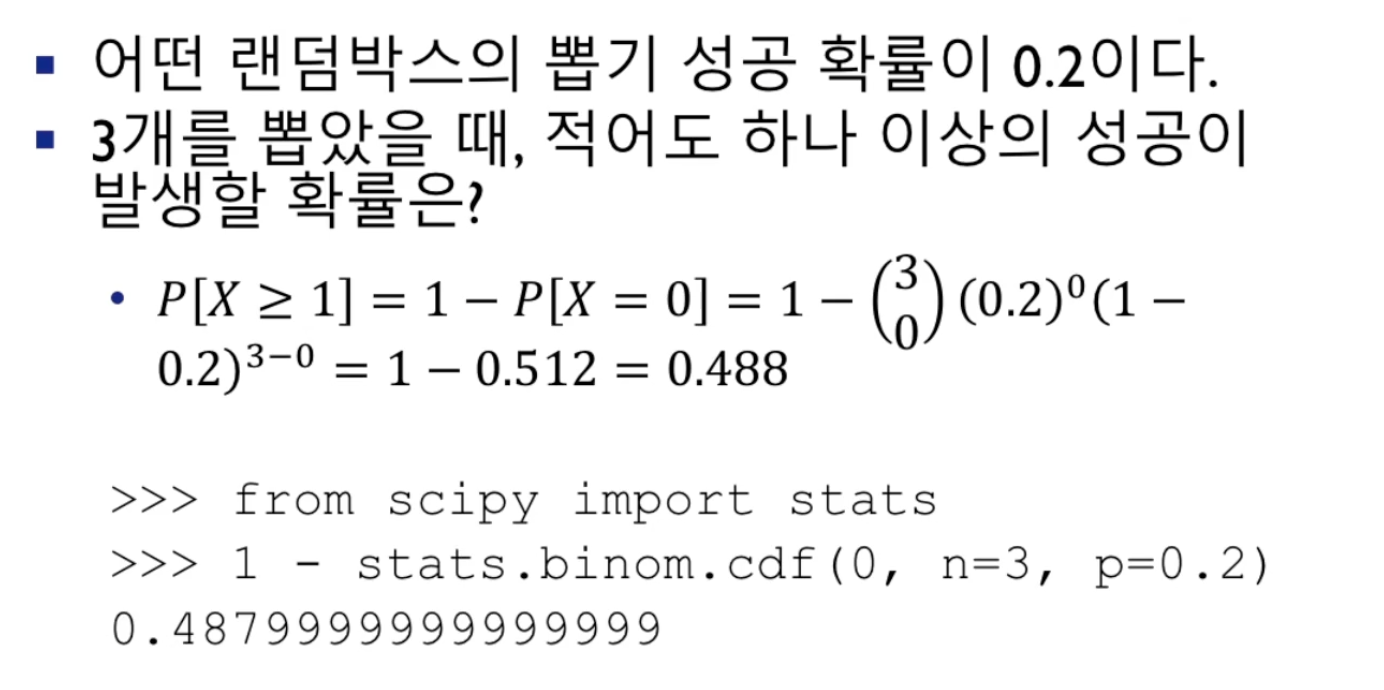 ▪ 어떤 랜덤박스의 뽑기 성공 확률이 0.2이다.
▪ 3개를 뽑았을 때, 적어도 하나 이상의 성공이
발생할 확률은?
• P[X ≥ 1] = 1 − P[X = 0] = 1 − (3 0) (0.2)⁰(1 −
0.2)³⁻⁰ = 1 − 0.512 = 0.488
>>> from scipy import stats
>>> 1 - stats.binom.cdf(0, n=3, p=0.2)
0.4879999999999999